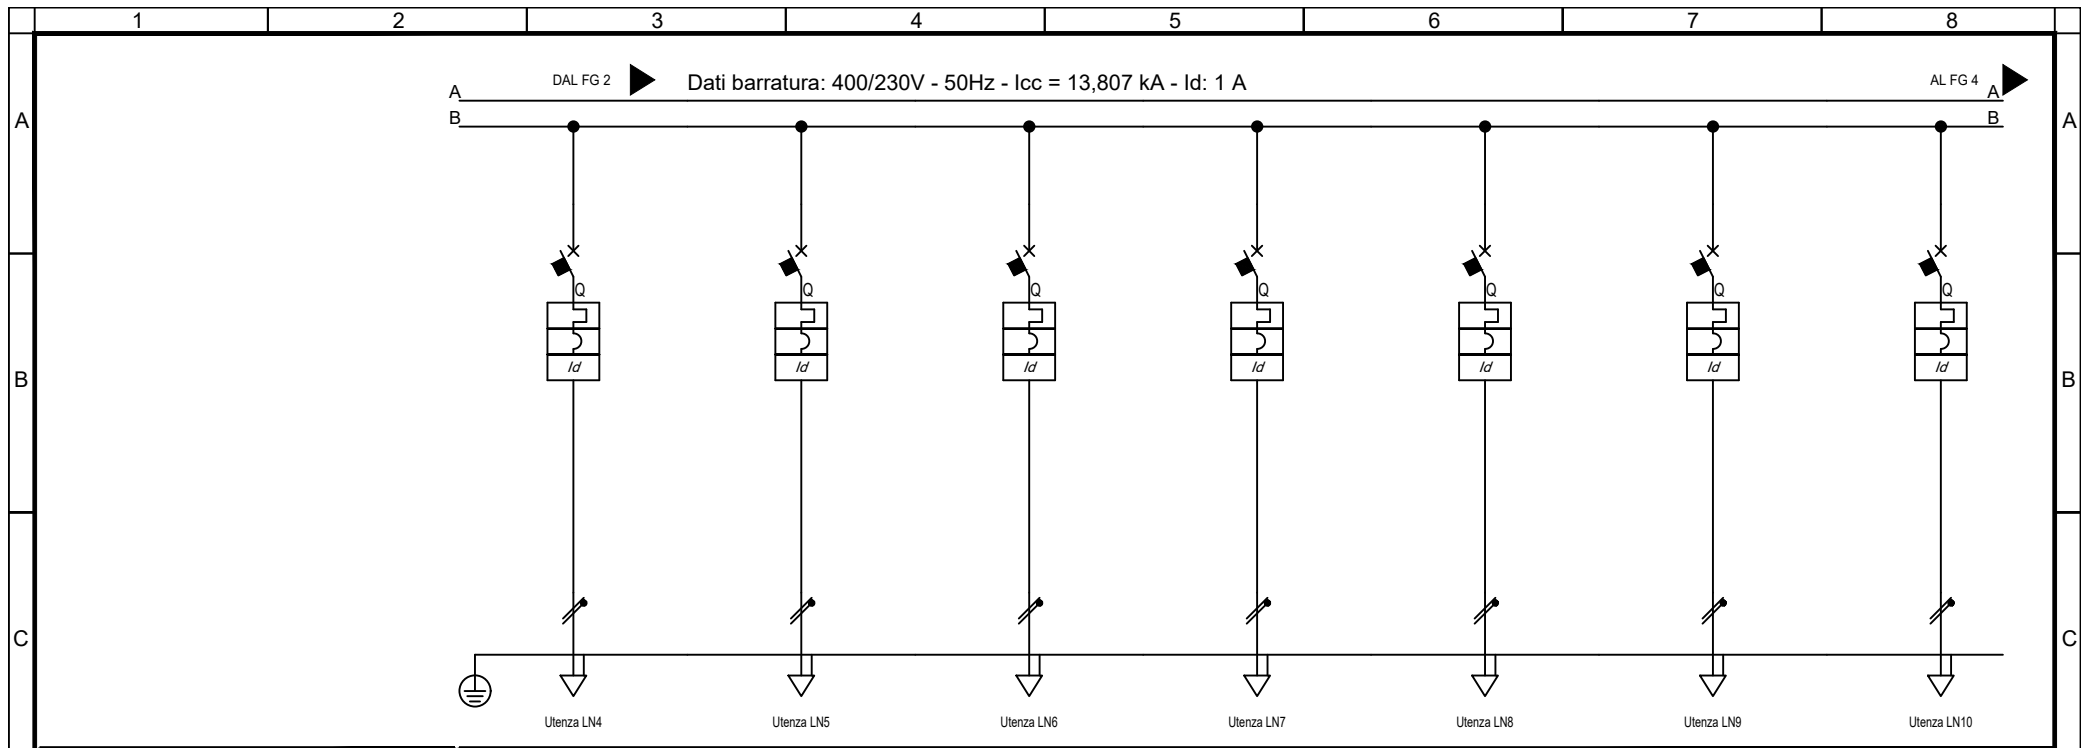 1 2 3 4 5 6 7 8
DAL FG 2 Dati barratura: 400/230V - 50Hz - Icc = 13,807 kA - Id: 1 A AL FG 4
A A
B B
A A
Q Q Q Q Q Q Q
Id Id Id Id Id Id Id
B B
C C
Utenza LN4 Utenza LN5 Utenza LN6 Utenza LN7 Utenza LN8 Utenza LN9 Utenza LN10